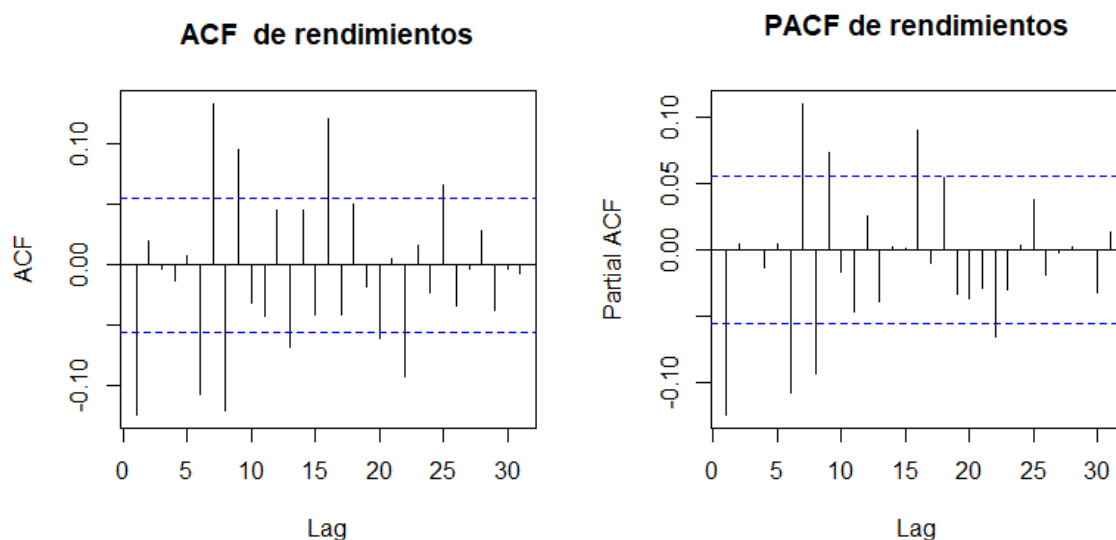 ACF  de rendimientos
ACF
0.10
0.00
-0.10
0 5 10 15 20 25 30
Lag
PACF de rendimientos
Partial ACF
0.10
0.05
0.00
-0.10
0 5 10 15 20 25 30
Lag